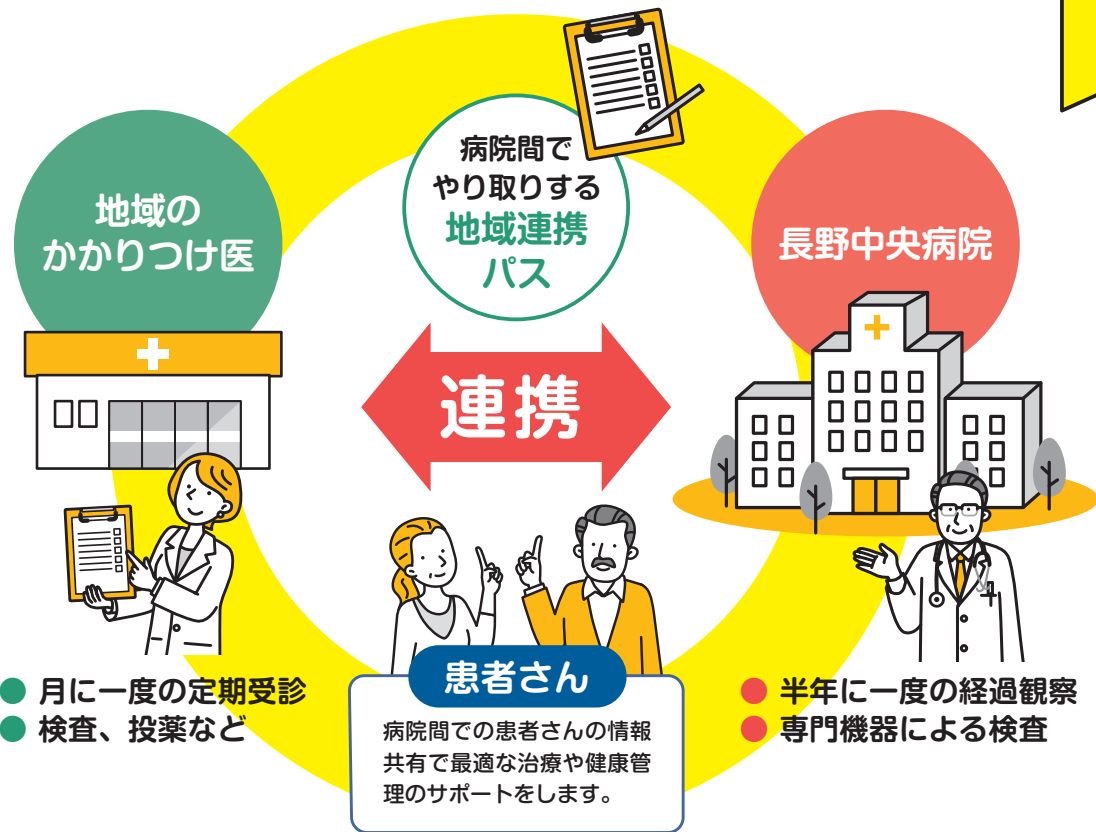 病院間で
やり取りする
地域連携
パス
地域の
かかりつけ医
長野中央病院
連携
月に一度の定期受診
検査、投薬など
患者さん
病院間での患者さんの情報
共有で最適な治療や健康管
理のサポートをします。
半年に一度の経過観察
専門機器による検査